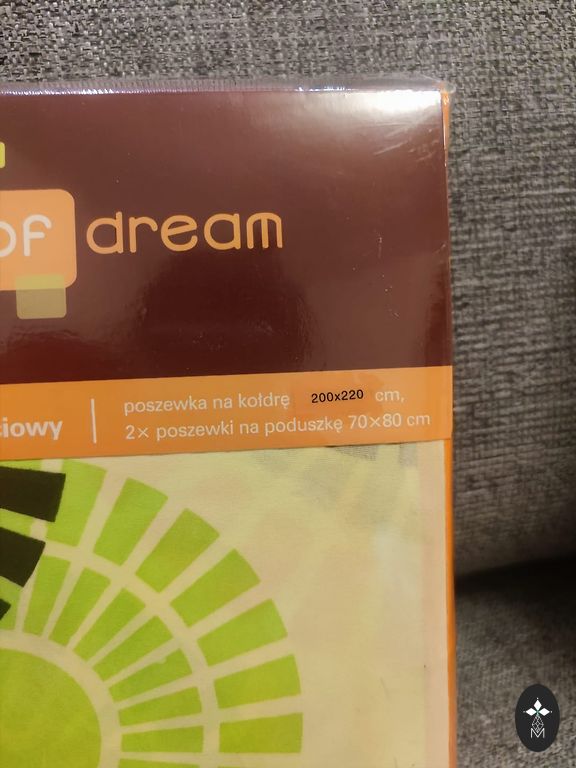 of dream
ciowy
poszewka na kołdrę 200x220 cm,
2× poszewki na poduszkę 70×80 cm
M